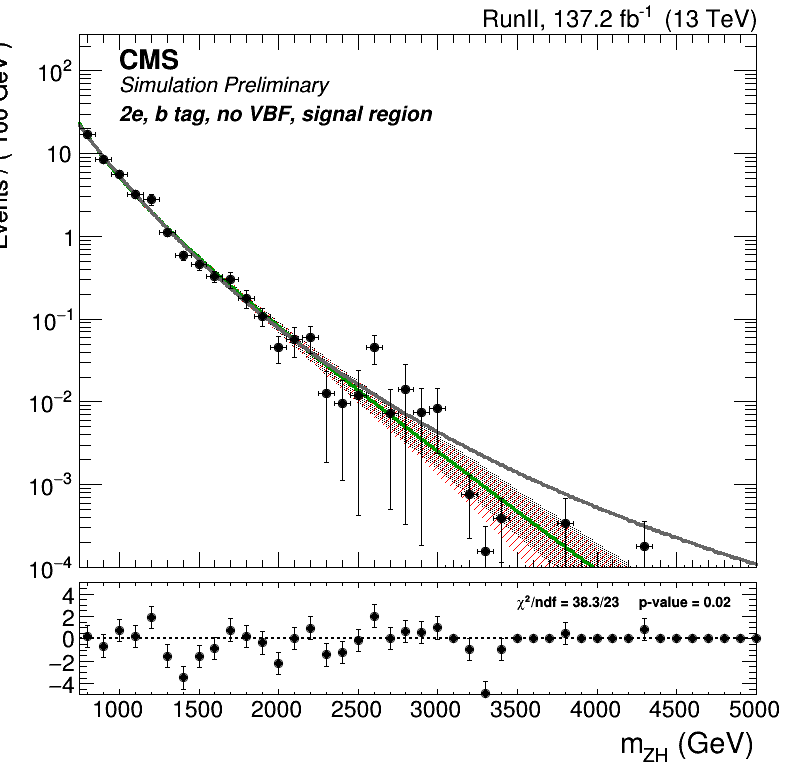 RunII, 137.2 fb⁻¹ (13 TeV)
CMS
Simulation Preliminary
2e, b tag, no VBF, signal region
10²
10
1
10⁻¹
10⁻²
10⁻³
10⁻⁴
χ²/ndf = 38.3/23 p-value = 0.02
4
2
0
−2
−4
1000 1500 2000 2500 3000 3500 4000 4500 5000
m_ZH (GeV)